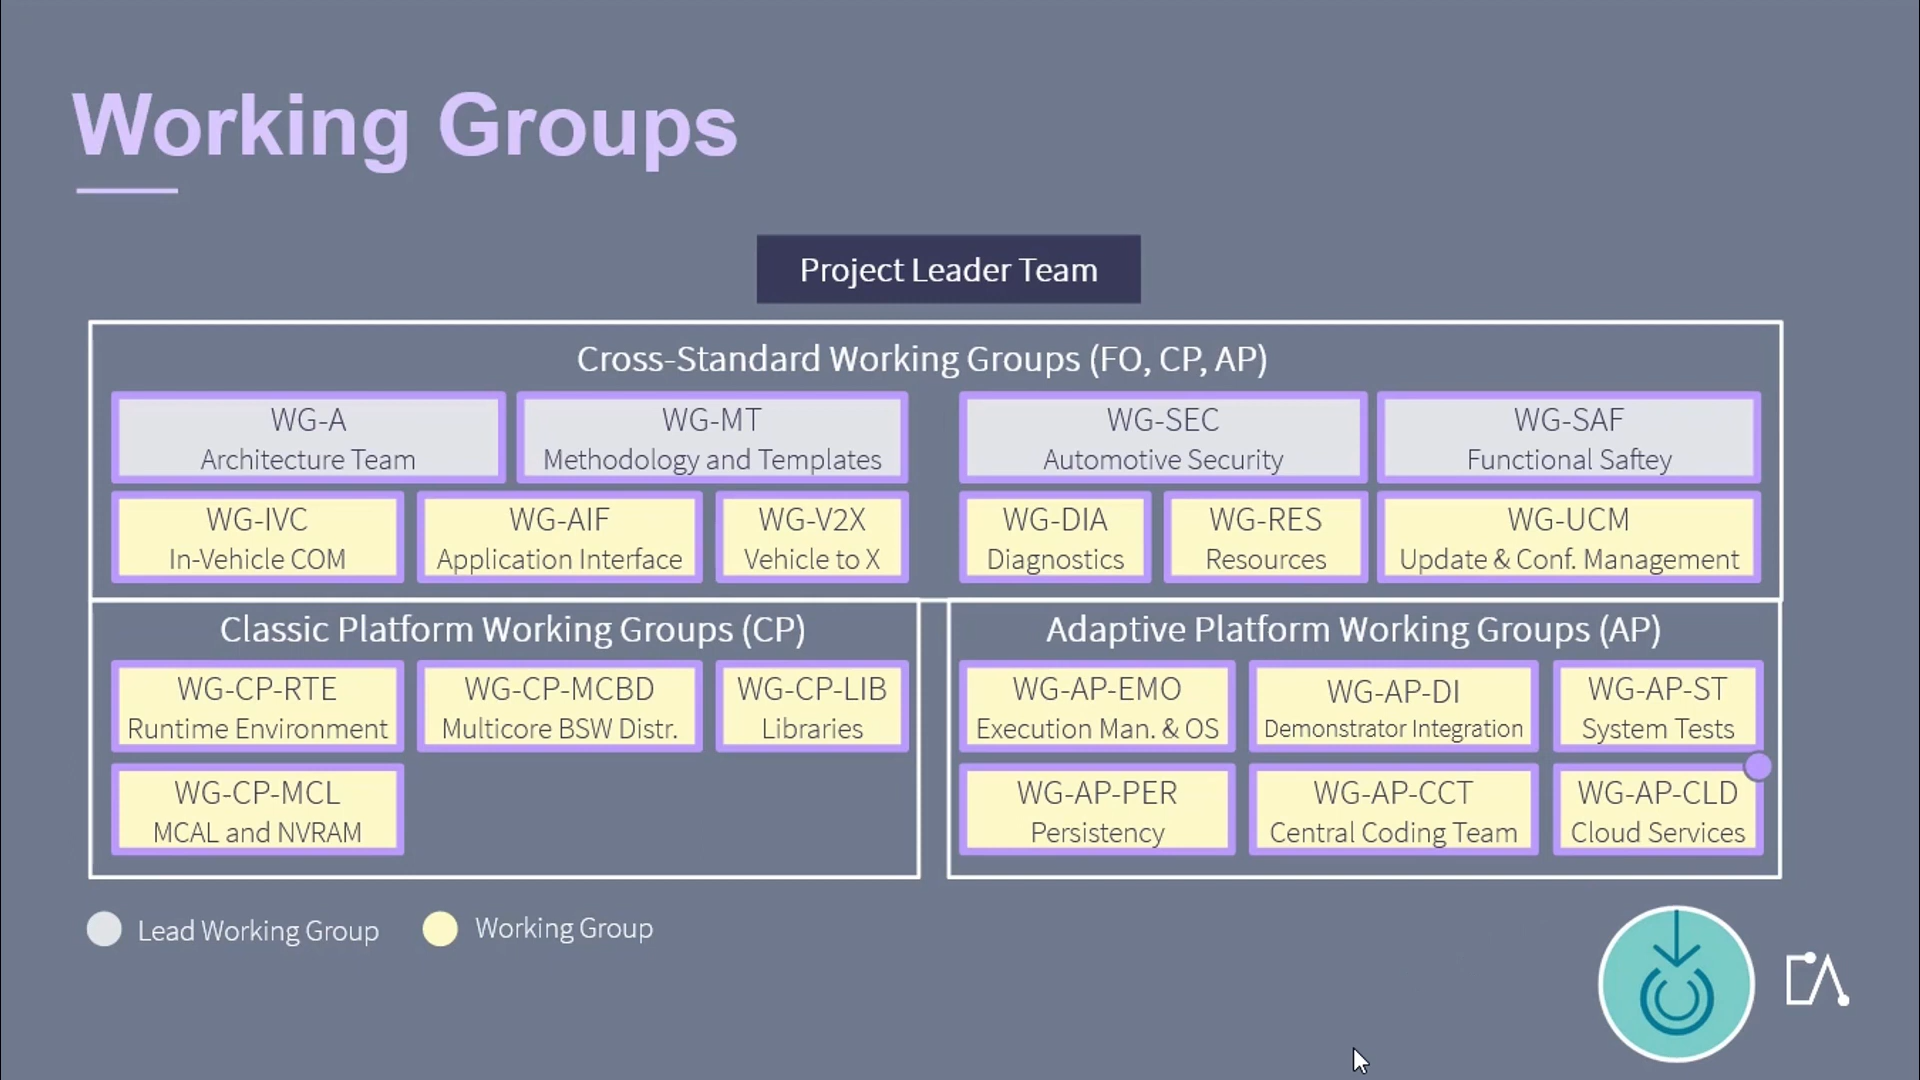 Working Groups
Project Leader Team
Cross-Standard Working Groups (FO, CP, AP)
WG-A
Architecture Team
WG-MT
Methodology and Templates
WG-SEC
Automotive Security
WG-SAF
Functional Saftey
WG-IVC
In-Vehicle COM
WG-AIF
Application Interface
WG-V2X
Vehicle to X
WG-DIA
Diagnostics
WG-RES
Resources
WG-UCM
Update & Conf. Management
Classic Platform Working Groups (CP)
WG-CP-RTE
Runtime Environment
WG-CP-MCBD
Multicore BSW Distr.
WG-CP-LIB
Libraries
WG-CP-MCL
MCAL and NVRAM
Adaptive Platform Working Groups (AP)
WG-AP-EMO
Execution Man. & OS
WG-AP-DI
Demonstrator Integration
WG-AP-ST
System Tests
WG-AP-PER
Persistency
WG-AP-CCT
Central Coding Team
WG-AP-CLD
Cloud Services
Lead Working Group
Working Group